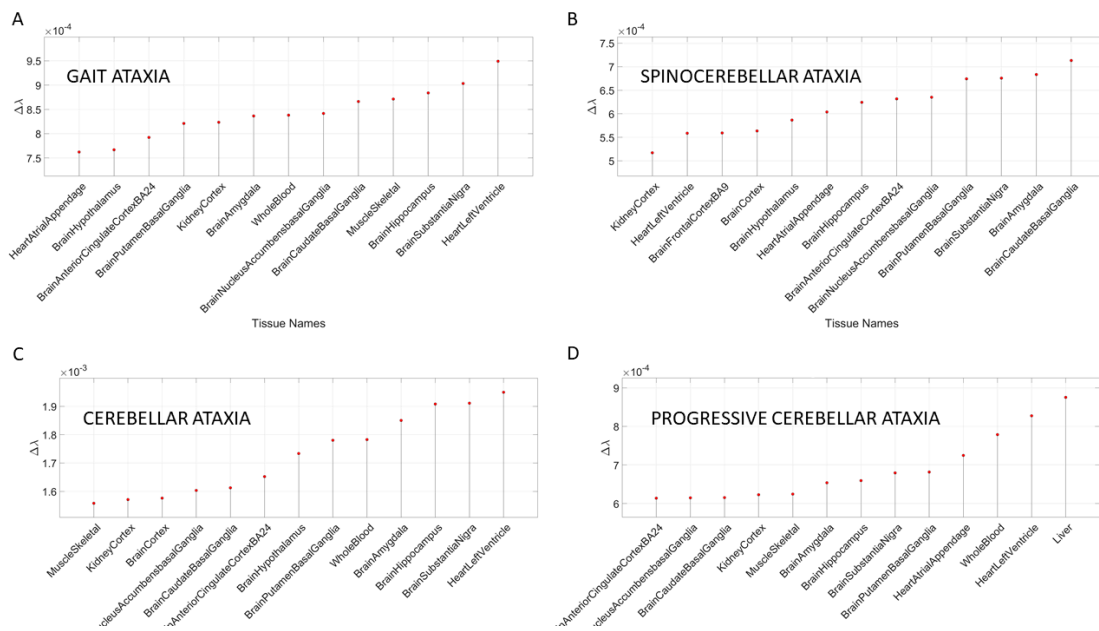 A
×10⁻⁴
GAIT ATAXIA
9.5
9
8.5
8
7.5
Δλ
HeartAtrialAppendage
BrainHypothalamus
BrainAnteriorCingulateCortexBA24
BrainPutamenBasalGanglia
KidneyCortex
BrainAmygdala
WholeBlood
BrainNucleusAccumbensbasalGanglia
BrainCaudateBasalGanglia
MuscleSkeletal
BrainHippocampus
BrainSubstantiaNigra
HeartLeftVentricle
Tissue Names
B
×10⁻⁴
SPINOCEREBELLAR ATAXIA
7.5
7
6.5
6
5.5
5
Δλ
KidneyCortex
HeartLeftVentricle
BrainFrontalCortexBA9
BrainCortex
BrainHypothalamus
HeartAtrialAppendage
BrainHippocampus
BrainAnteriorCingulateCortexBA24
BrainNucleusAccumbensbasalGanglia
BrainPutamenBasalGanglia
BrainSubstantiaNigra
BrainAmygdala
BrainCaudateBasalGanglia
Tissue Names
C
×10⁻³
CEREBELLAR ATAXIA
1.9
1.8
1.7
1.6
Δλ
MuscleSkeletal
KidneyCortex
BrainCortex
NucleusAccumbensbasalGanglia
BrainCaudateBasalGanglia
inAnteriorCingulateCortexBA24
BrainHypothalamus
BrainPutamenBasalGanglia
WholeBlood
BrainAmygdala
BrainHippocampus
BrainSubstantiaNigra
HeartLeftVentricle
D
×10⁻⁴
PROGRESSIVE CEREBELLAR ATAXIA
9
8
7
6
Δλ
inAnteriorCingulateCortexBA24
NucleusAccumbensbasalGanglia
BrainCaudateBasalGanglia
KidneyCortex
MuscleSkeletal
BrainAmygdala
BrainHippocampus
BrainSubstantiaNigra
BrainPutamenBasalGanglia
HeartAtrialAppendage
WholeBlood
HeartLeftVentricle
Liver